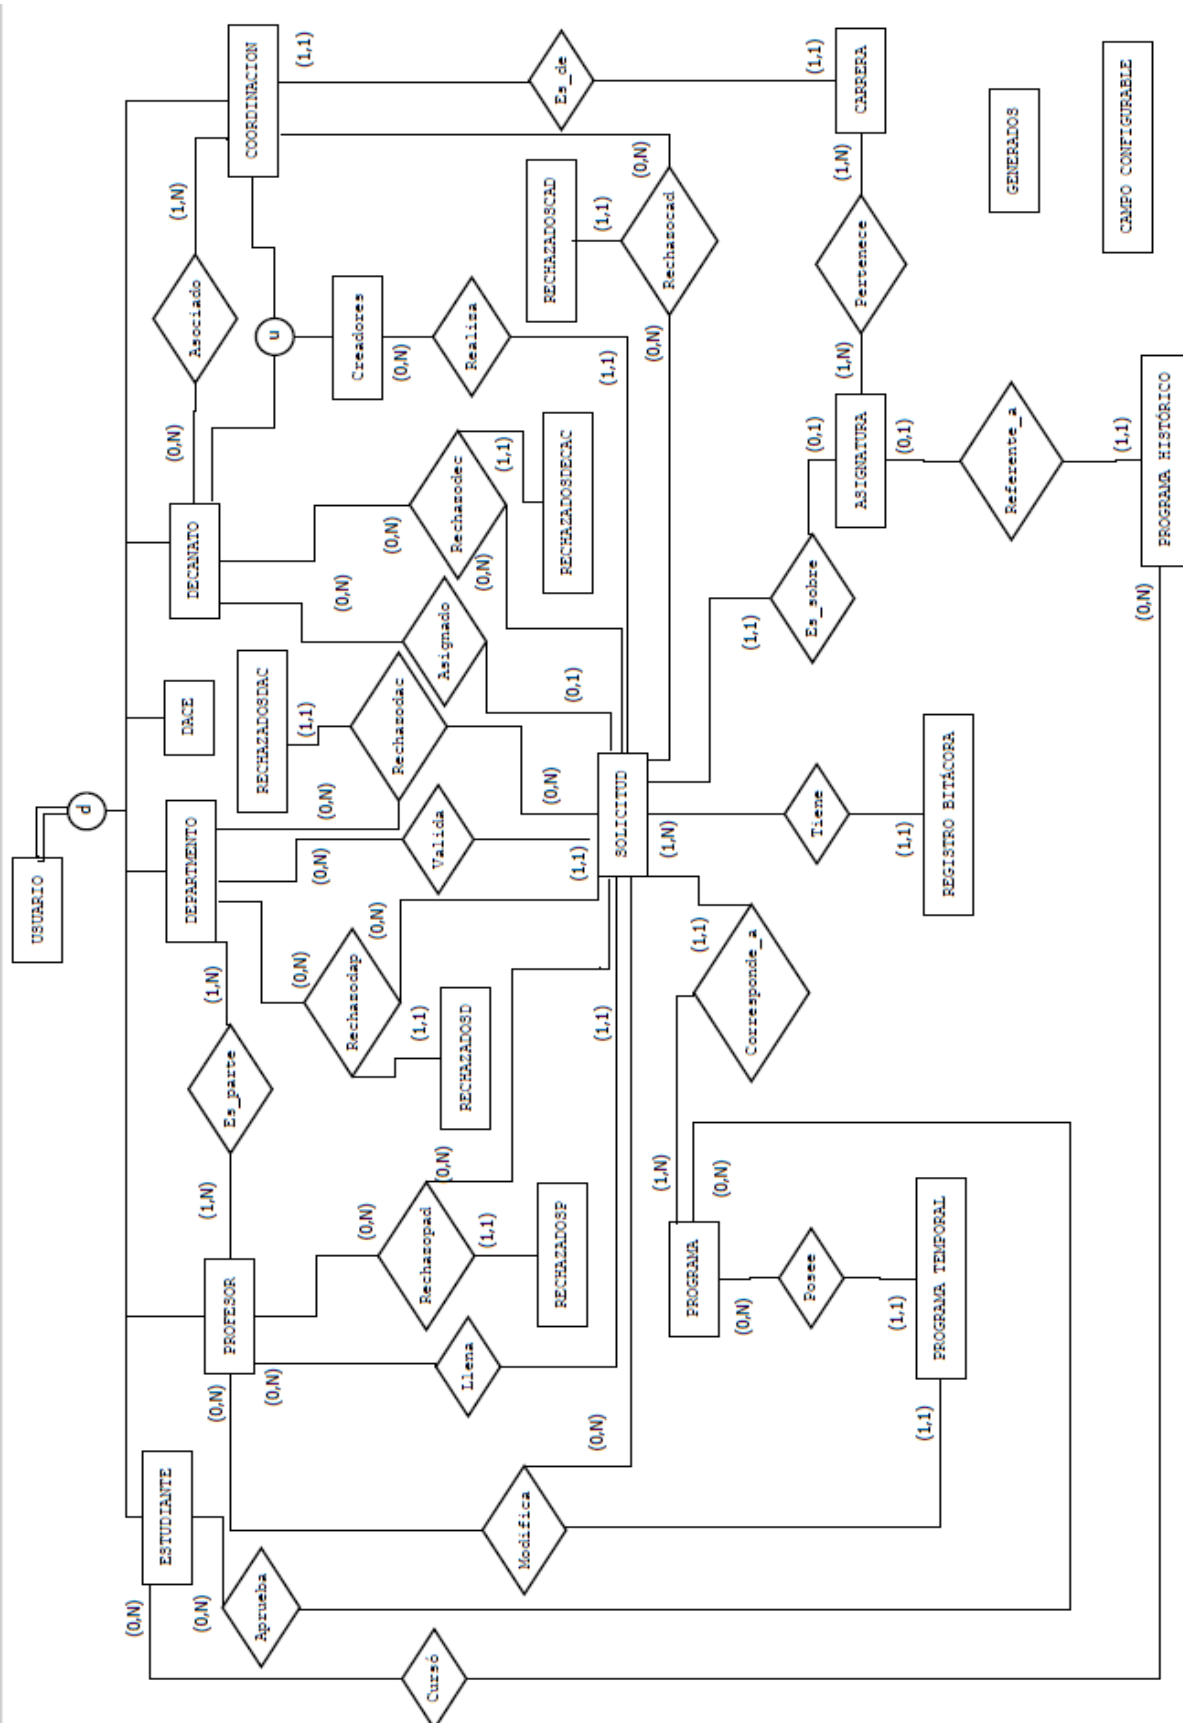 USUARIO
d
(0,N)
ESTUDIANTE
(0,N)
(0,N)
PROFESOR
(0,N)
(1,N)
Es_parte
(1,N)
DEPARTMENTO
DACE
DECANATO
(0,N)
Asociado
(1,N)
COORDINACION
(1,1)
Aprueba
(0,N)
RECHAZADOSDAC
u
(0,N)
(0,N)
(0,N)
(1,1)
(0,N)
Rechazodap
(0,N)
Creadores
(0,N)
(0,N)
(0,N)
Rechazodac
(0,N)
Cursó
Rechazopad
(0,N)
(1,1)
Valida
Asignado
Rechazodec
(0,N)
Llena
(1,1)
RECHAZADOSD
(0,N)
(1,1)
Realiza
Modifica
RECHAZADOSP
(0,N)
(0,1)
RECHAZADOSDECAC
RECHAZADOSCAD
Es_de
(0,N)
(1,1)
(1,1)
(1,1)
(1,1)
SOLICITUD
(0,N)
(0,N)
(1,N)
(1,N)
Rechazocad
PROGRAMA
(0,N)
(1,1)
(0,N)
Corresponde_a
(1,1)
Posee
Tiene
Es_sobre
(0,1)
(1,1)
(1,N)
Pertenece
(1,N)
CARRERA
ASIGNATURA
(1,1)
(1,1)
(0,1)
(1,1)
PROGRAMA TEMPORAL
REGISTRO BITÁCORA
Referente_a
GENERADOS
(0,N)
(1,1)
CAMPO CONFIGURABLE
PROGRAMA HISTÓRICO